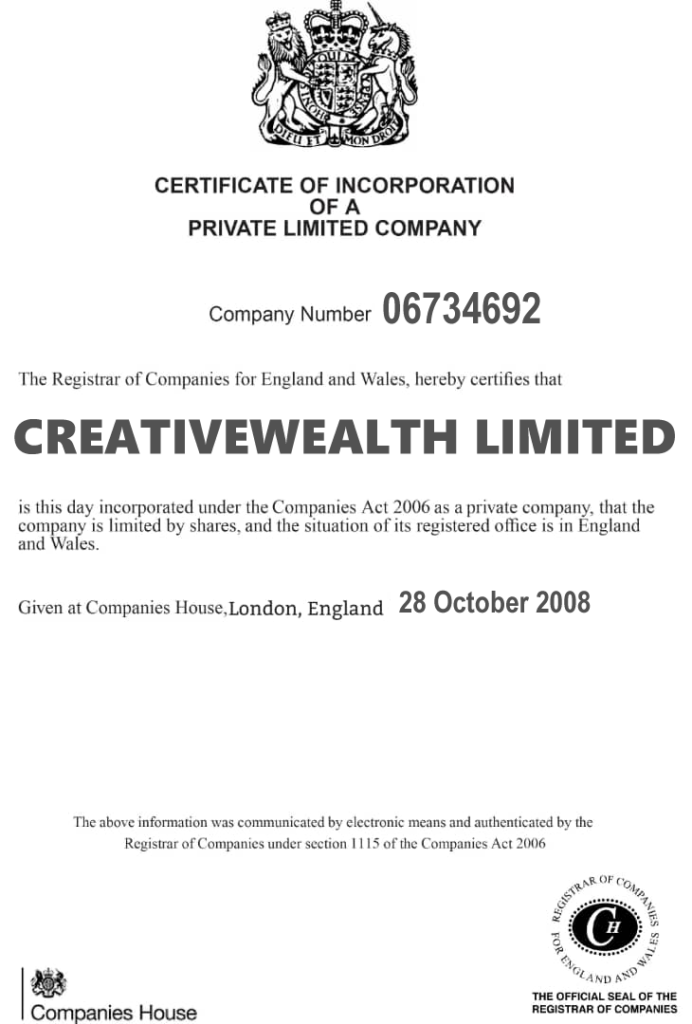 DIEU ET MON DROIT
CERTIFICATE OF INCORPORATION
OF A
PRIVATE LIMITED COMPANY
Company Number 06734692
The Registrar of Companies for England and Wales, hereby certifies that
CREATIVEWEALTH LIMITED
is this day incorporated under the Companies Act 2006 as a private company, that the
company is limited by shares, and the situation of its registered office is in England
and Wales.
Given at Companies House,London, England 28 October 2008
The above information was communicated by electronic means and authenticated by the
Registrar of Companies under section 1115 of the Companies Act 2006
REGISTRAR OF COMPANIES
FOR ENGLAND AND WALES
CH
THE OFFICIAL SEAL OF THE
REGISTRAR OF COMPANIES
Companies House